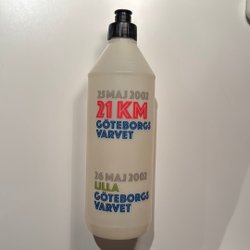 25 MAJ 2002
21 KM
GÖTEBORGS
VARVET
26 MAJ 2002
LILLA
GÖTEBORGS
VARVET